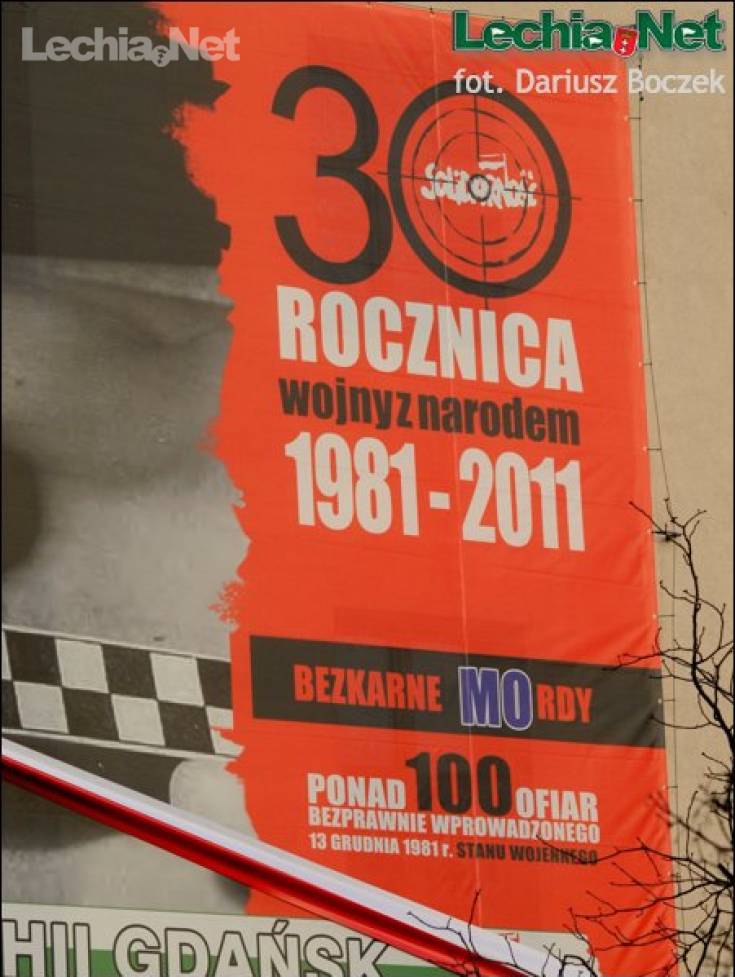 Lechia.Net
Lechia.Net
fot. Dariusz Boczek
30
Solidarność
ROCZNICA
wojny z narodem
1981 - 2011
BEZKARNE MORDY
PONAD 100 OFIAR
BEZPRAWNIE WPROWADZONEGO
13 GRUDNIA 1981 r. STANU WOJENNEGO
HII GDAŃSK